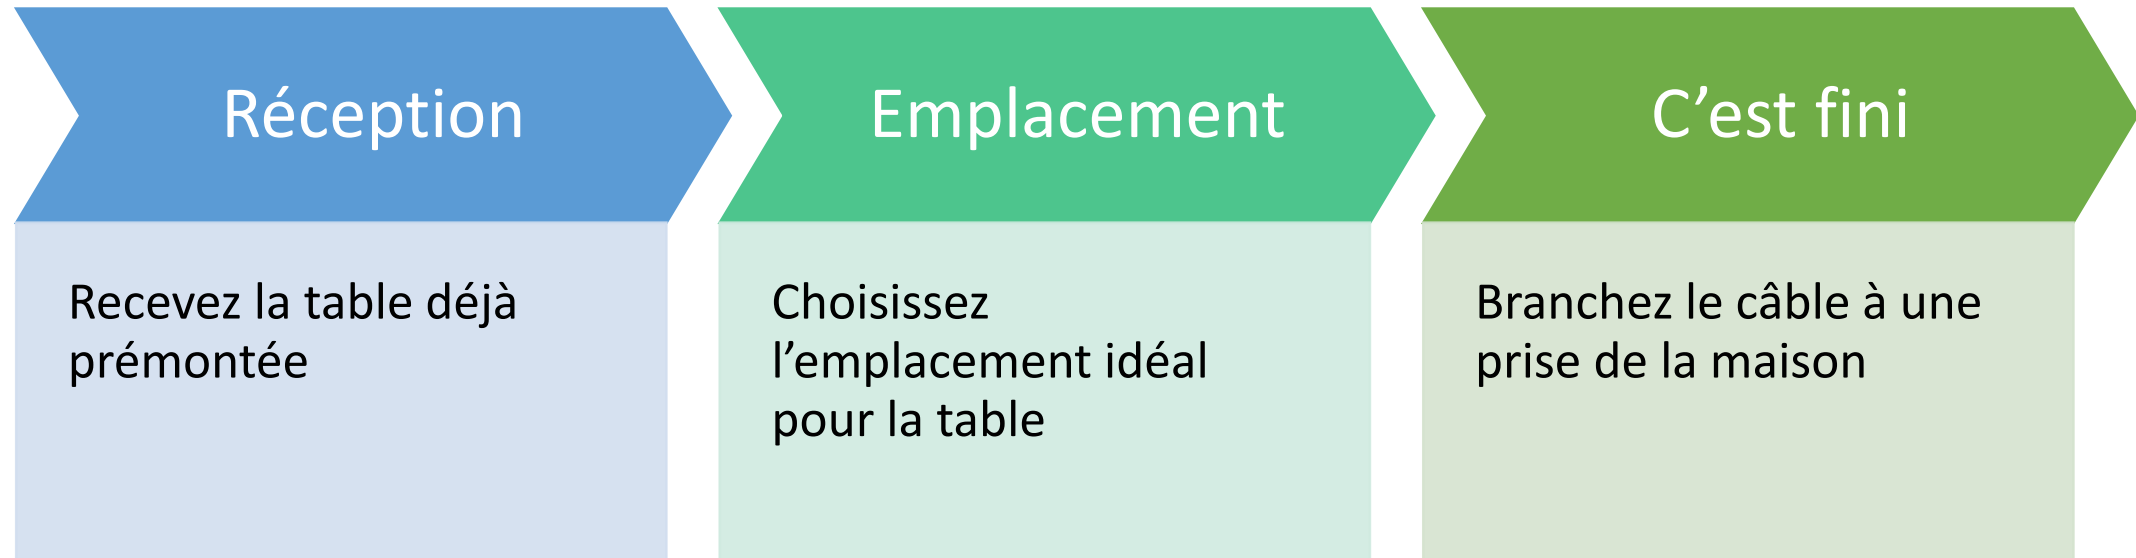 Réception
Recevez la table déjà
prémontée
Emplacement
Choisissez
l’emplacement idéal
pour la table
C’est fini
Branchez le câble à une
prise de la maison